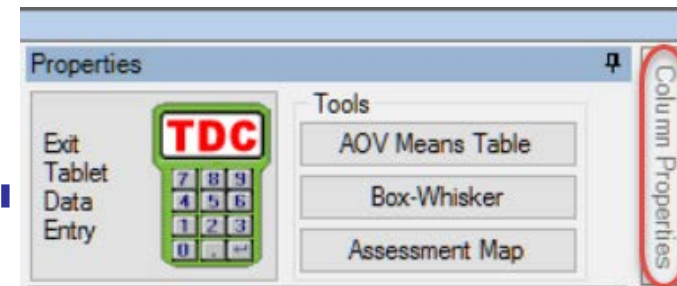 Properties
Exit
Tablet
Data
Entry
TDC
7 8 9
4 5 6
1 2 3
0 . ↵
Tools
AOV Means Table
Box-Whisker
Assessment Map
Column Properties